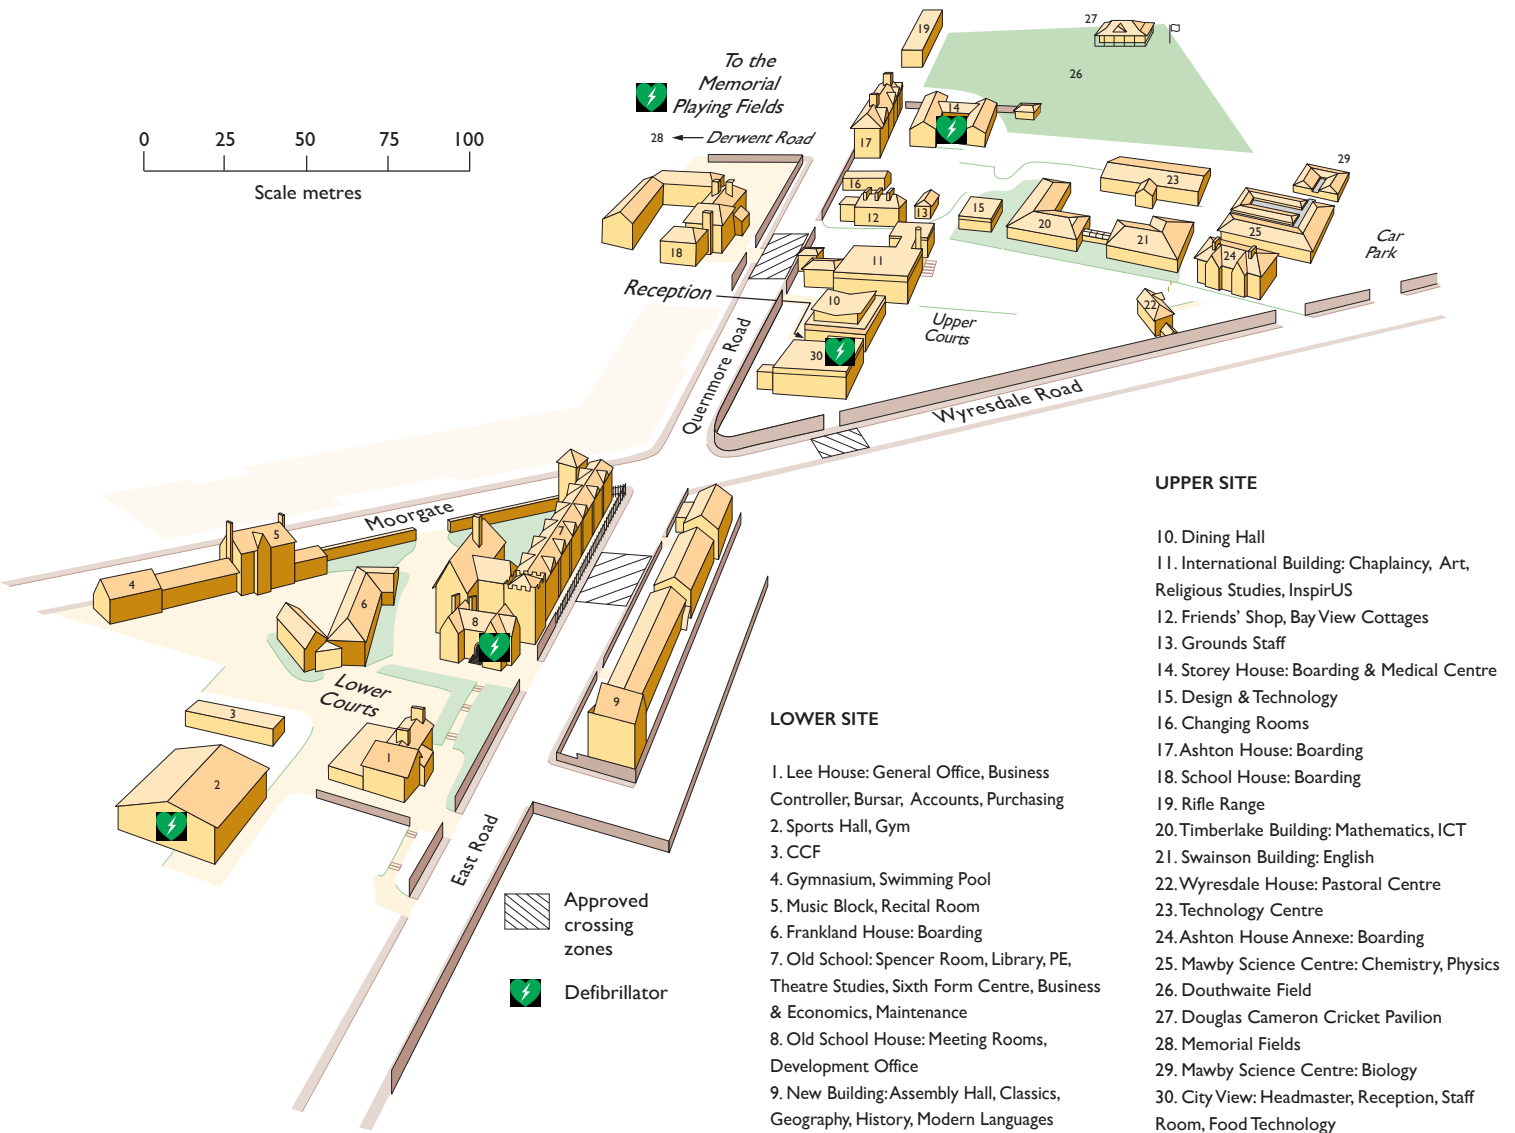 27
19
26
To the
Memorial
Playing Fields
14
28
Derwent Road
17
0 25 50 75 100
Scale metres
29
16
23
12
13
15
20
21
25
24
18
11
Car
Park
Reception
10
22
Upper
Courts
30
Quernmore Road
Wyresdale Road
Moorgate
5
7
4
6
8
Lower
Courts
3
9
1
2
East Road
Approved
crossing
zones
Defibrillator
LOWER SITE
1. Lee House: General Office, Business
Controller, Bursar, Accounts, Purchasing
2. Sports Hall, Gym
3. CCF
4. Gymnasium, Swimming Pool
5. Music Block, Recital Room
6. Frankland House: Boarding
7. Old School: Spencer Room, Library, PE,
Theatre Studies, Sixth Form Centre, Business
& Economics, Maintenance
8. Old School House: Meeting Rooms,
Development Office
9. New Building: Assembly Hall, Classics,
Geography, History, Modern Languages
UPPER SITE
10. Dining Hall
11. International Building: Chaplaincy, Art,
Religious Studies, InspirUS
12. Friends' Shop, Bay View Cottages
13. Grounds Staff
14. Storey House: Boarding & Medical Centre
15. Design & Technology
16. Changing Rooms
17. Ashton House: Boarding
18. School House: Boarding
19. Rifle Range
20. Timberlake Building: Mathematics, ICT
21. Swainson Building: English
22. Wyresdale House: Pastoral Centre
23. Technology Centre
24. Ashton House Annexe: Boarding
25. Mawby Science Centre: Chemistry, Physics
26. Douthwaite Field
27. Douglas Cameron Cricket Pavilion
28. Memorial Fields
29. Mawby Science Centre: Biology
30. City View: Headmaster, Reception, Staff
Room, Food Technology